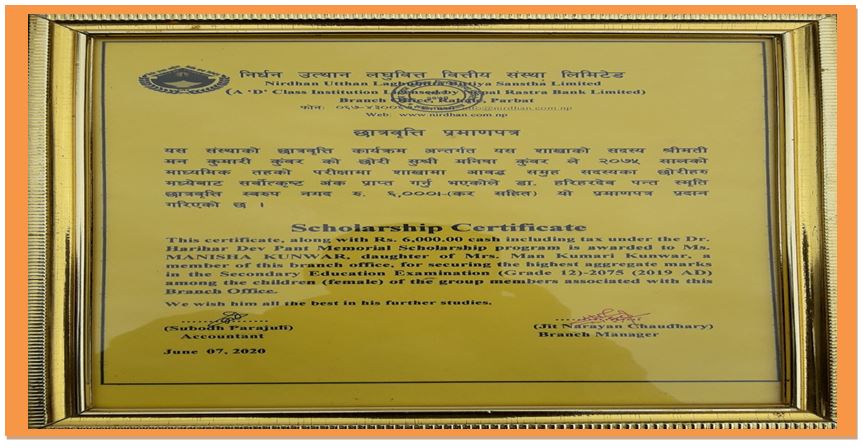 निर्धन उत्थान लघुवित्त वित्तीय संस्था लिमिटेड
Nirdhan Utthan Laghubitta Bittiya Sanstha Limited
(A 'D' Class Institution Licensed by Nepal Rastra Bank Limited)
Branch Office, Parbat
फोनः info@nirdhan.com.np
Web: www.nirdhan.com.np
छात्रवृत्ति प्रमाणपत्र
यस संस्थाको छात्रवृत्ति कार्यक्रम अन्तर्गत यस शाखाको सदस्य श्रीमती
मन कुमारी कुंवर को छोरी सुश्री मनिषा कुंवर ले २०७५ सालको
माध्यमिक तहको परीक्षामा शाखामा आवद्ध समुह सदस्यका छोरीहरु
मध्येबाट सर्वोत्कृष्ट अंक प्राप्त गर्नु भएकोले डा. हरिहरदेव पन्त स्मृति
छात्रवृत्ति स्वरुप नगद रु. ६,०००।-(कर सहित) यो प्रमाणपत्र प्रदान
गरिएको छ ।
Scholarship Certificate
This certificate, along with Rs. 6,000.00 cash including tax under the Dr.
Harihar Dev Pant Memorial Scholarship program is awarded to Ms.
MANISHA KUNWAR, daughter of Mrs. Man Kumari Kunwar, a
member of this branch office, for securing the highest aggregate marks
in the Secondary Education Examination (Grade 12)-2075 (2019 AD)
among the children (female) of the group members associated with this
Branch Office.
We wish him all the best in his further studies.
(Subodh Parajuli) (Jit Narayan Chaudhary)
Accountant Branch Manager
June 07, 2020